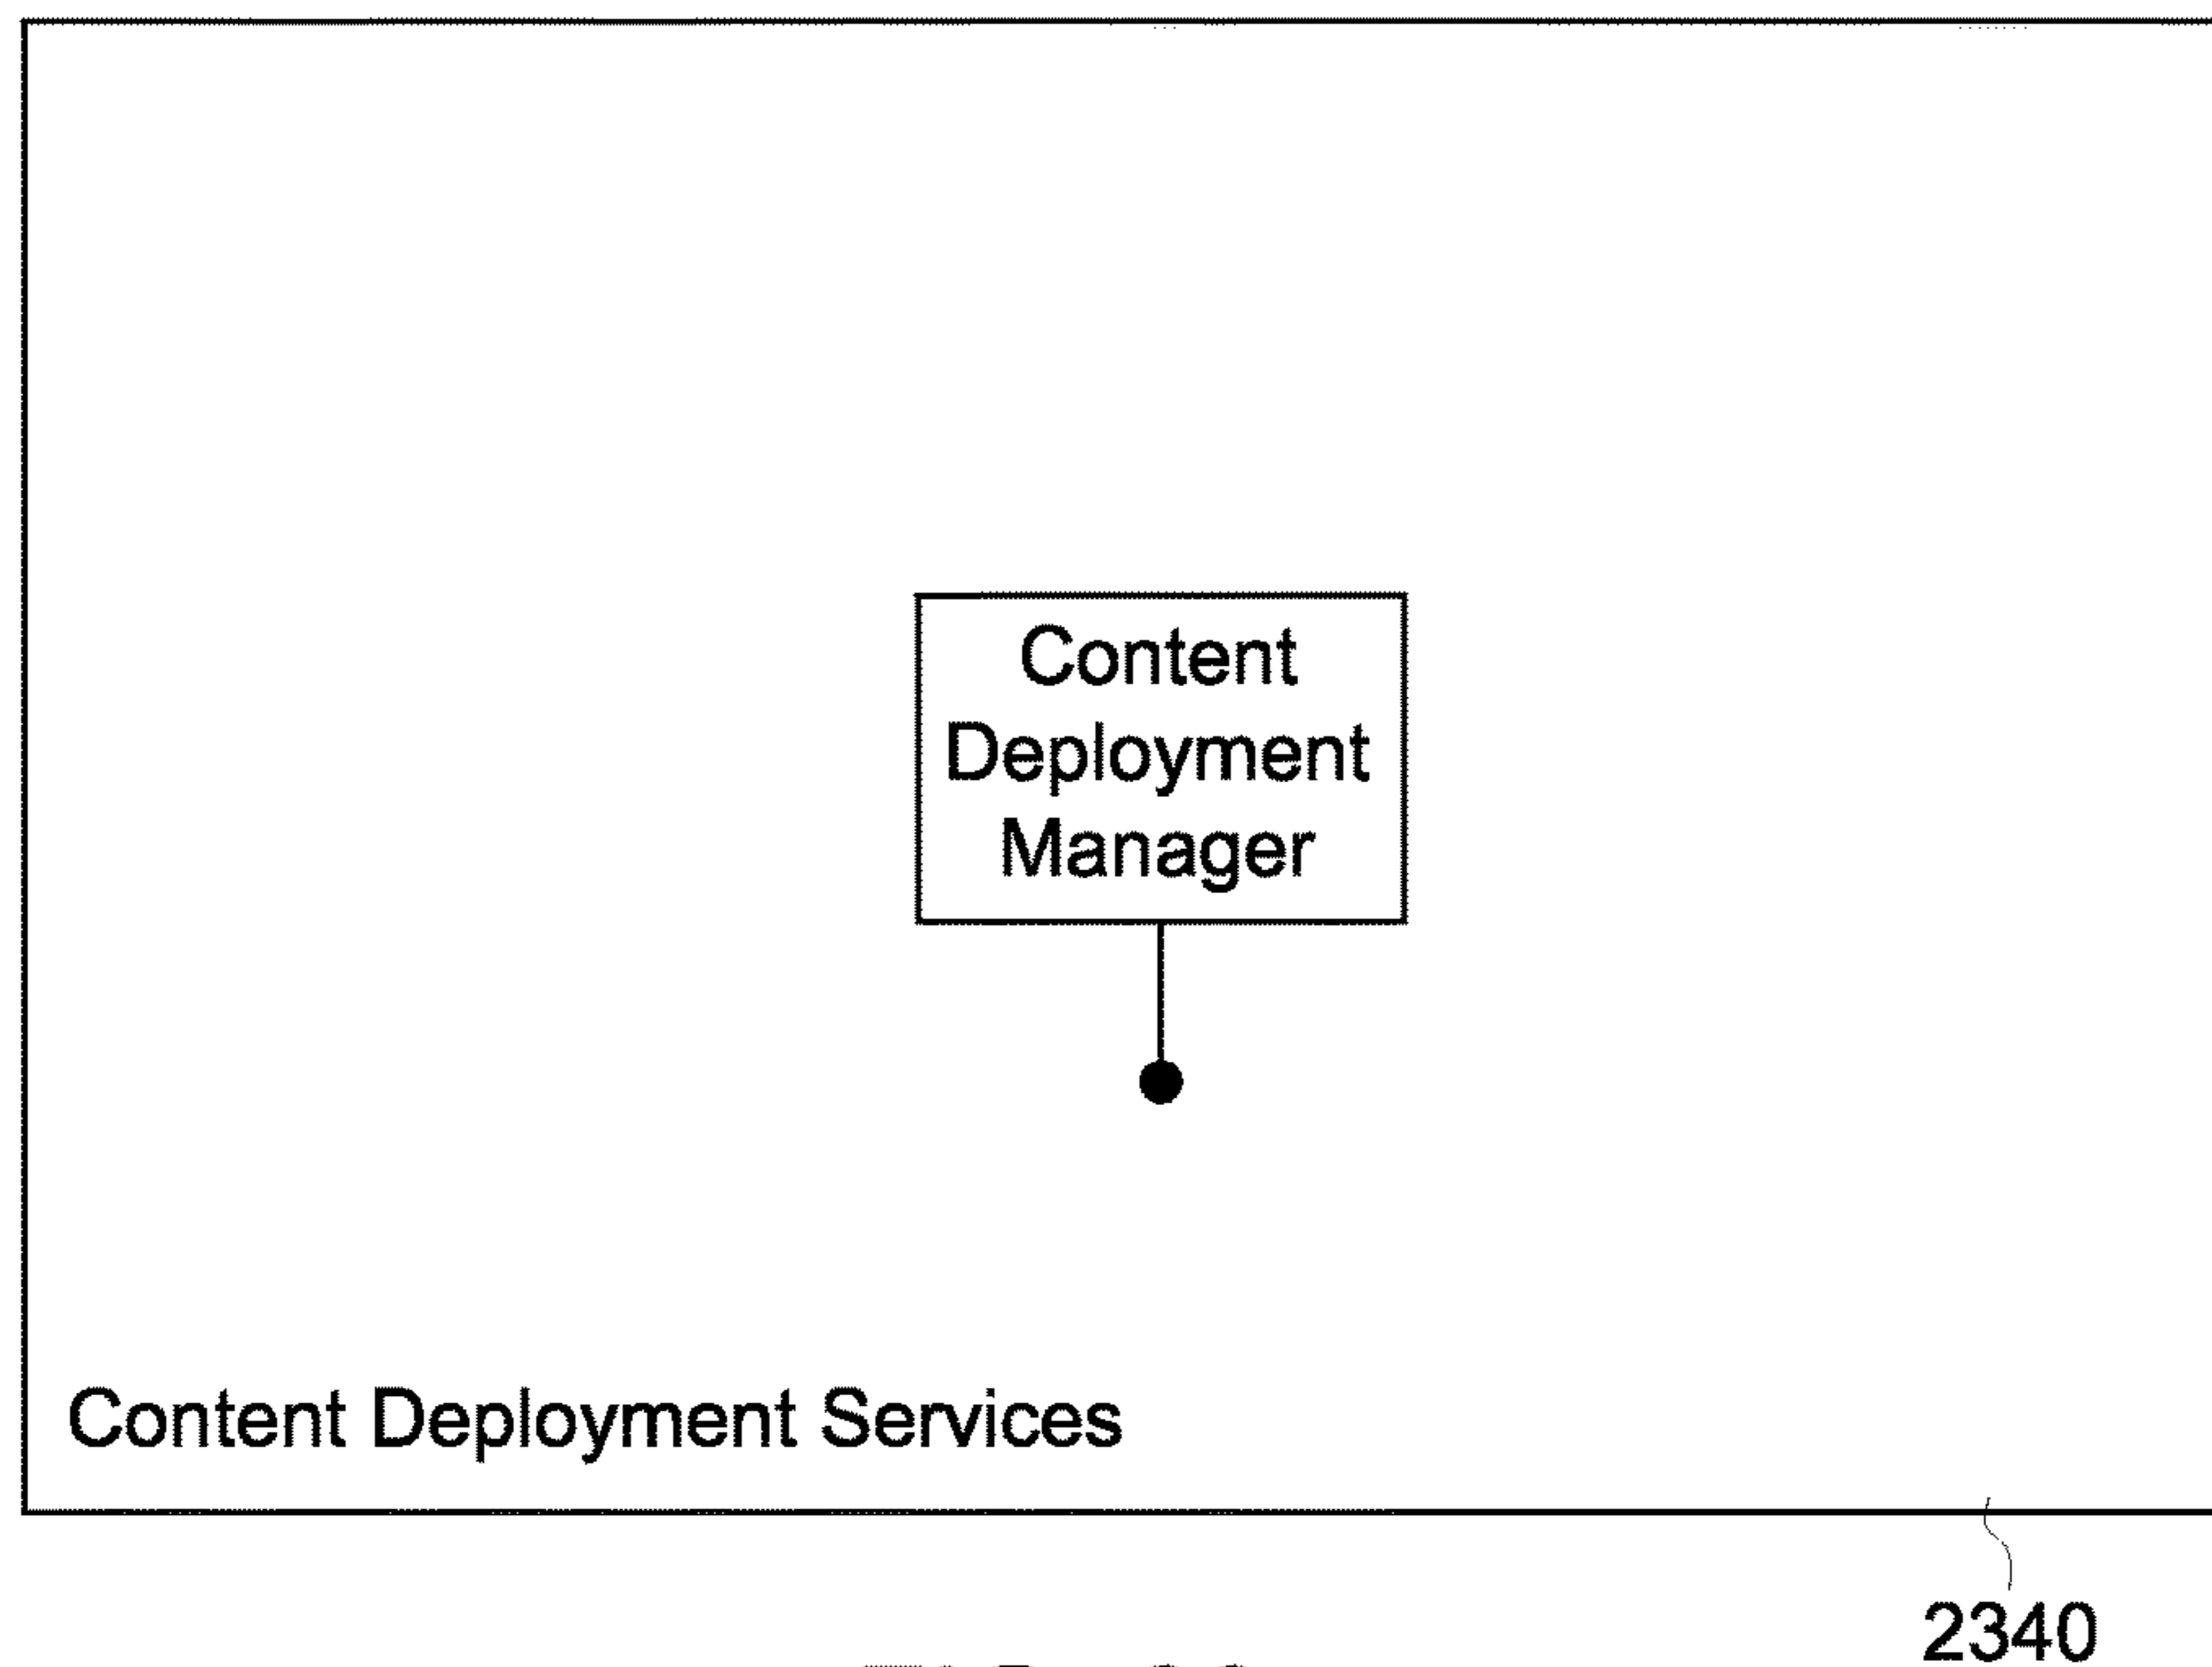 Content
Deployment
Manager
Content Deployment Services
2340